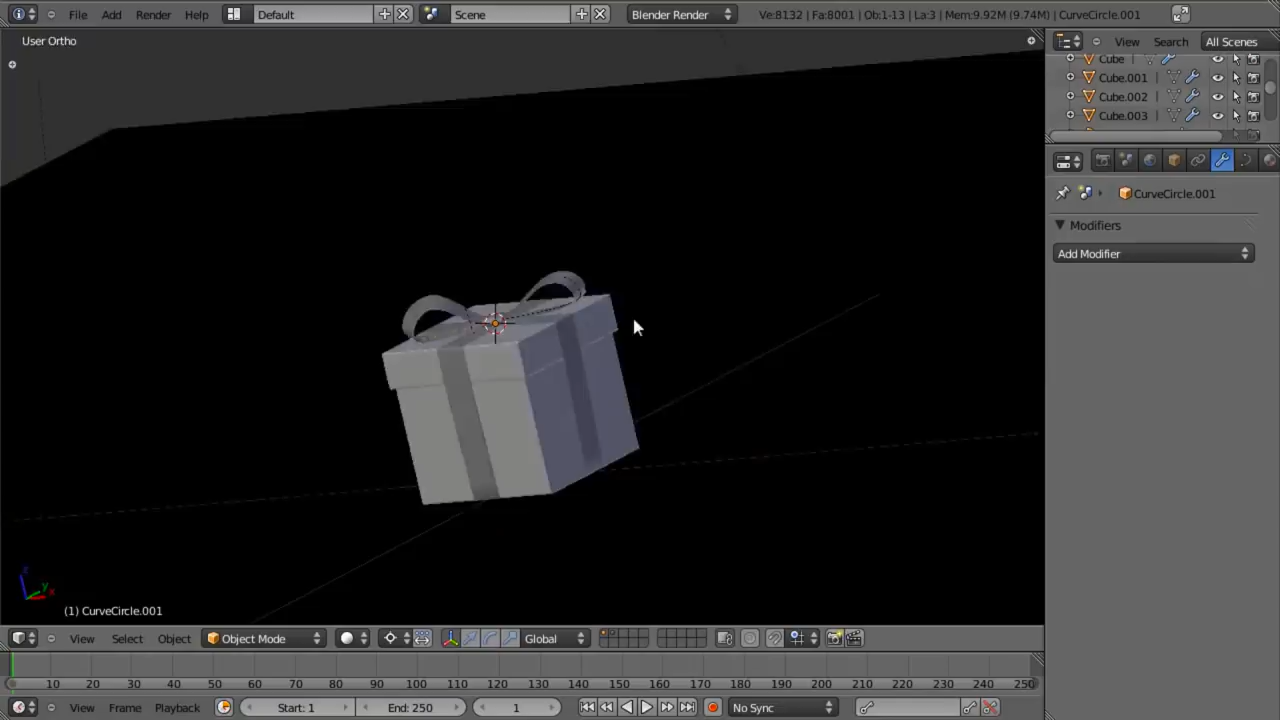 File Add Render Help Default Scene Blender Render Ve:8132 | Fa:8001 | Ob:1-13 | La:3 | Mem:9.92M (9.74M) | CurveCircle.001
User Ortho
View Search All Scenes
Cube
Cube.001
Cube.002
Cube.003
CurveCircle.001
Modifiers
Add Modifier
z
y
x
(1) CurveCircle.001
View Select Object Object Mode Global
10 20 30 40 50 60 70 80 90 100 110 120 130 140 150 160 170 180 190 200 210 220 230 240 250
View Frame Playback Start: 1 End: 250 1 No Sync